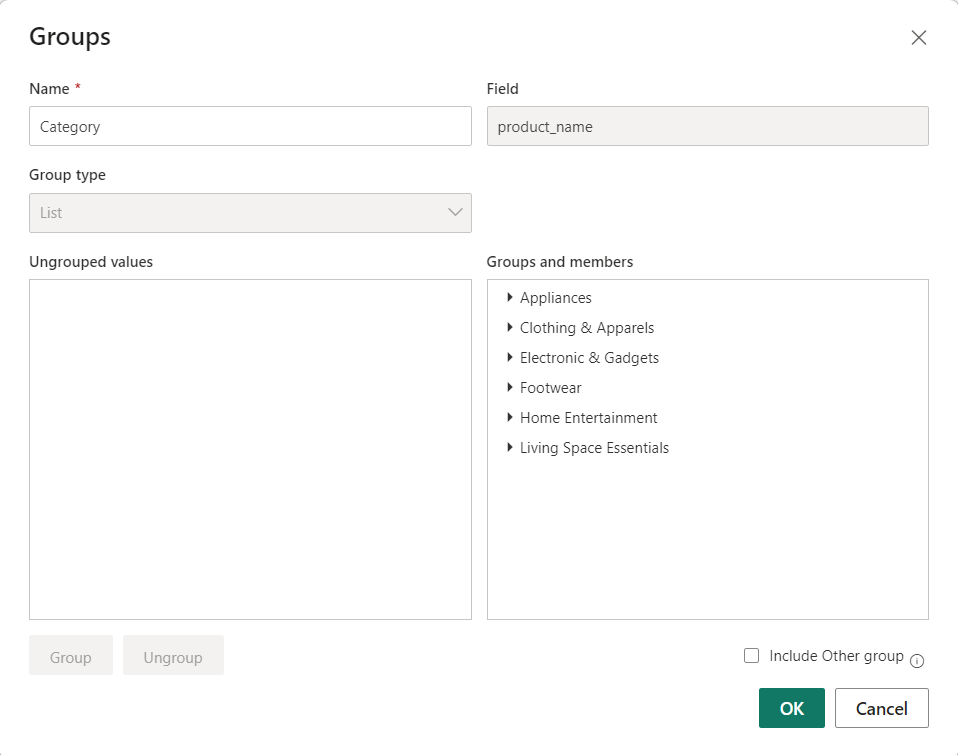 Groups
Name *
Field
Category
product_name
Group type
List
Ungrouped values
Groups and members
Appliances
Clothing & Apparels
Electronic & Gadgets
Footwear
Home Entertainment
Living Space Essentials
Group
Ungroup
Include Other group
OK
Cancel